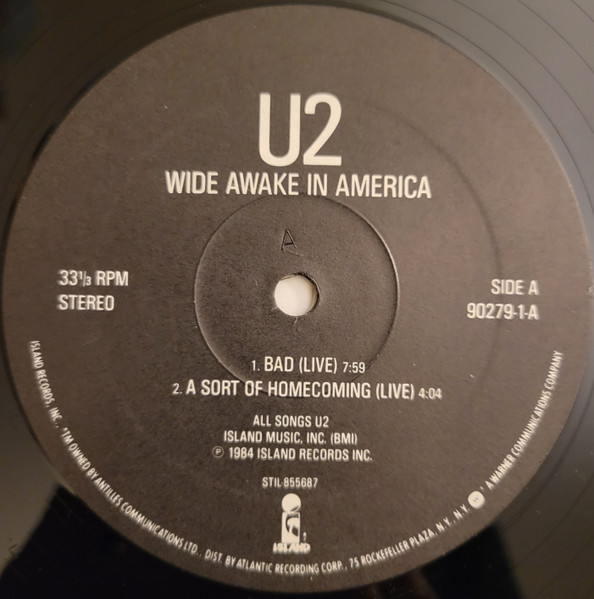 U2
WIDE AWAKE IN AMERICA
A
33⅓ RPM
STEREO
SIDE A
90279-1-A
1. BAD (LIVE) 7:59
2. A SORT OF HOMECOMING (LIVE) 4:04
ALL SONGS U2
ISLAND MUSIC, INC. (BMI)
℗ 1984 ISLAND RECORDS INC.
STIL-855687
ISLAND
ISLAND RECORDS, INC., *TM OWNED BY ANTILLES COMMUNICATIONS LTD., DIST. BY ATLANTIC RECORDING CORP., 75 ROCKEFELLER PLAZA, N.Y., N.Y. A WARNER COMMUNICATIONS COMPANY